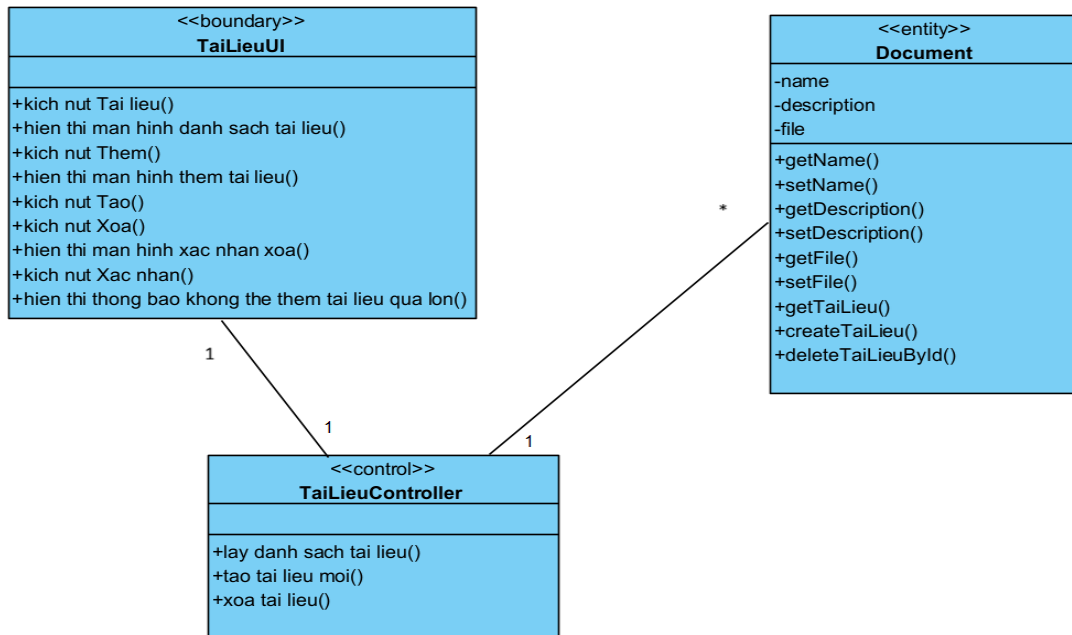 <<boundary>>
TaiLieuUI
+kich nut Tai lieu()
+hien thi man hinh danh sach tai lieu()
+kich nut Them()
+hien thi man hinh them tai lieu()
+kich nut Tao()
+kich nut Xoa()
+hien thi man hinh xac nhan xoa()
+kich nut Xac nhan()
+hien thi thong bao khong the them tai lieu qua lon()
<<entity>>
Document
-name
-description
-file
+getName()
+setName()
+getDescription()
+setDescription()
+getFile()
+setFile()
+getTaiLieu()
+createTaiLieu()
+deleteTaiLieuById()
*
1
1
1
<<control>>
TaiLieuController
+lay danh sach tai lieu()
+tao tai lieu moi()
+xoa tai lieu()